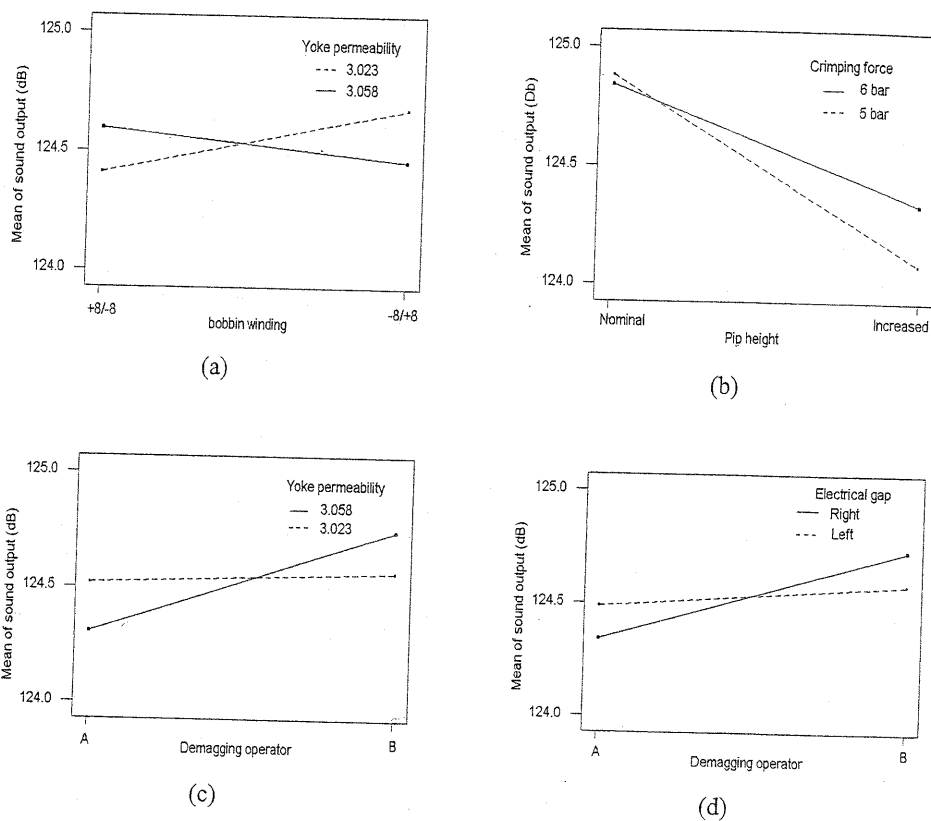 125.0
Yoke permeability
3.023
3.058
124.5
124.0
Mean of sound output (dB)
+8/-8
-8/+8
bobbin winding
(a)
125.0
Crimping force
6 bar
5 bar
124.5
124.0
Mean of sound output (Db)
Nominal
Increased
Pip height
(b)
125.0
Yoke permeability
3.058
3.023
124.5
124.0
Mean of sound output (dB)
A
B
Demagging operator
(c)
125.0
Electrical gap
Right
Left
124.5
124.0
Mean of sound output (dB)
A
B
Demagging operator
(d)